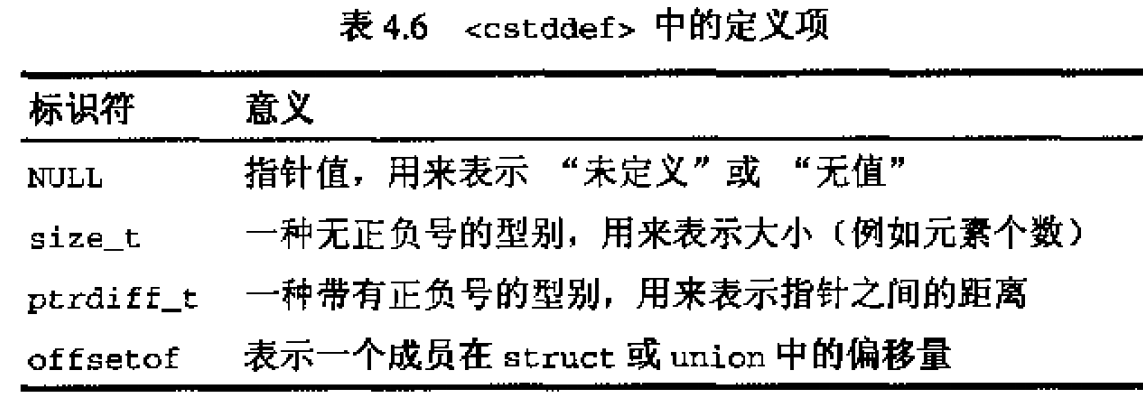 表 4.6 <cstddef> 中的定义项
标识符 意义
NULL 指针值，用来表示 “未定义”或 “无值”
size_t 一种无正负号的型别，用来表示大小（例如元素个数）
ptrdiff_t 一种带有正负号的型别，用来表示指针之间的距离
offsetof 表示一个成员在 struct 或 union 中的偏移量